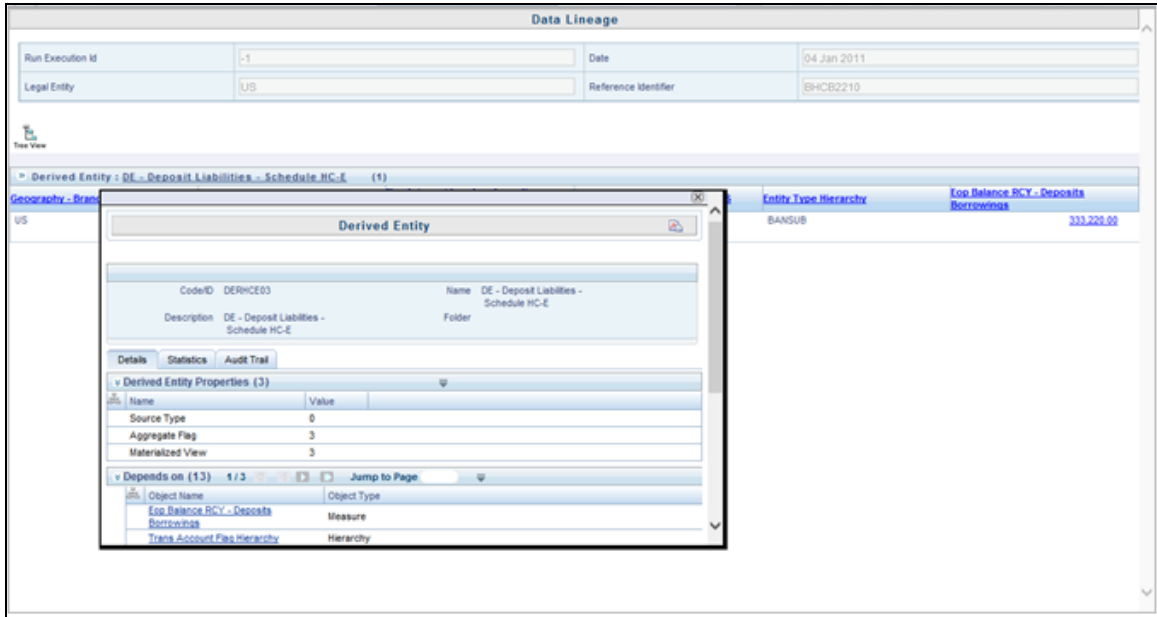 Data Lineage
Run Execution Id -1 Date 04 Jan 2011
Legal Entity US Reference Identifier BHCB2210
Tree View
Derived Entity : DE - Deposit Liabilities - Schedule HC-E (1)
Geography - Bran Entity Type Hierarchy Eop Balance RCY - Deposits
Borrowings
US BANSUB 333,220.00
Derived Entity
Code/ID DERHCE03 Name DE - Deposit Liabilities -
Schedule HC-E
Description DE - Deposit Liabilities - Folder
Schedule HC-E
Details Statistics Audit Trail
Derived Entity Properties (3)
Name Value
Source Type 0
Aggregate Flag 3
Materialized View 3
Depends on (13) 1/3 Jump to Page
Object Name Object Type
Eop Balance RCY - Deposits Measure
Borrowings
Trans Account Flag Hierarchy Hierarchy